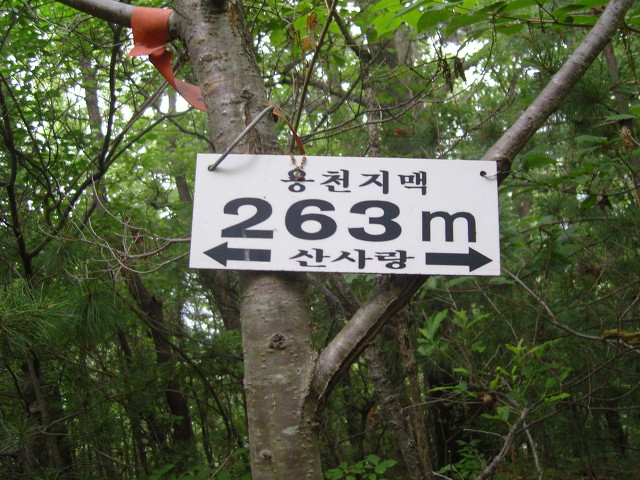 용천지맥
263m
← 산사랑 →